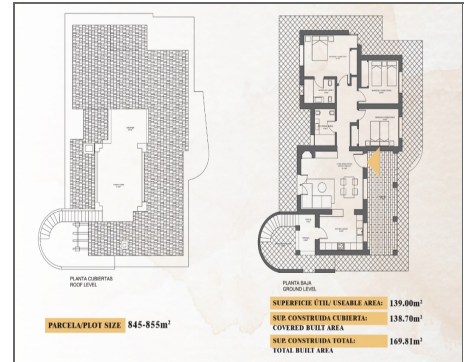 PLANTA CUBIERTAS
ROOF LEVEL
PARCELA/PLOT SIZE 845-855m²
PLANTA BAJA
GROUND LEVEL
SUPERFICIE ÚTIL/ USEABLE AREA: 139.00m²
SUP. CONSTRUIDA CUBIERTA: 138.70m²
COVERED BUILT AREA
SUP. CONSTRUIDA TOTAL: 169.81m²
TOTAL BUILT AREA